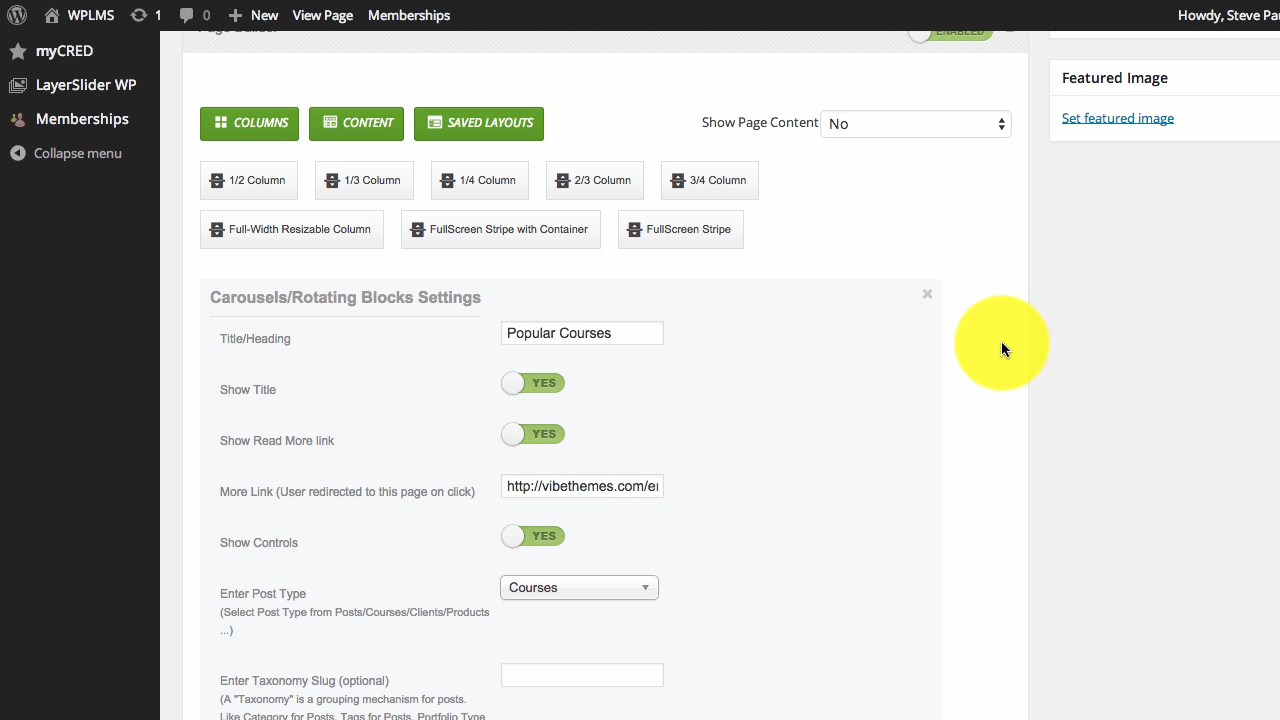 WPLMS 1 0 New View Page Memberships Howdy, Steve Pau
myCRED
LayerSlider WP
Memberships
Collapse menu
Page Builder
ENABLED
Featured Image
Set featured image
COLUMNS CONTENT SAVED LAYOUTS Show Page Content No
1/2 Column 1/3 Column 1/4 Column 2/3 Column 3/4 Column
Full-Width Resizable Column FullScreen Stripe with Container FullScreen Stripe
Carousels/Rotating Blocks Settings
Title/Heading Popular Courses
Show Title YES
Show Read More link YES
More Link (User redirected to this page on click) http://vibethemes.com/e
Show Controls YES
Enter Post Type Courses
(Select Post Type from Posts/Courses/Clients/Products
...)
Enter Taxonomy Slug (optional)
(A "Taxonomy" is a grouping mechanism for posts.
Like Category for Posts, Tags for Posts, Portfolio Type